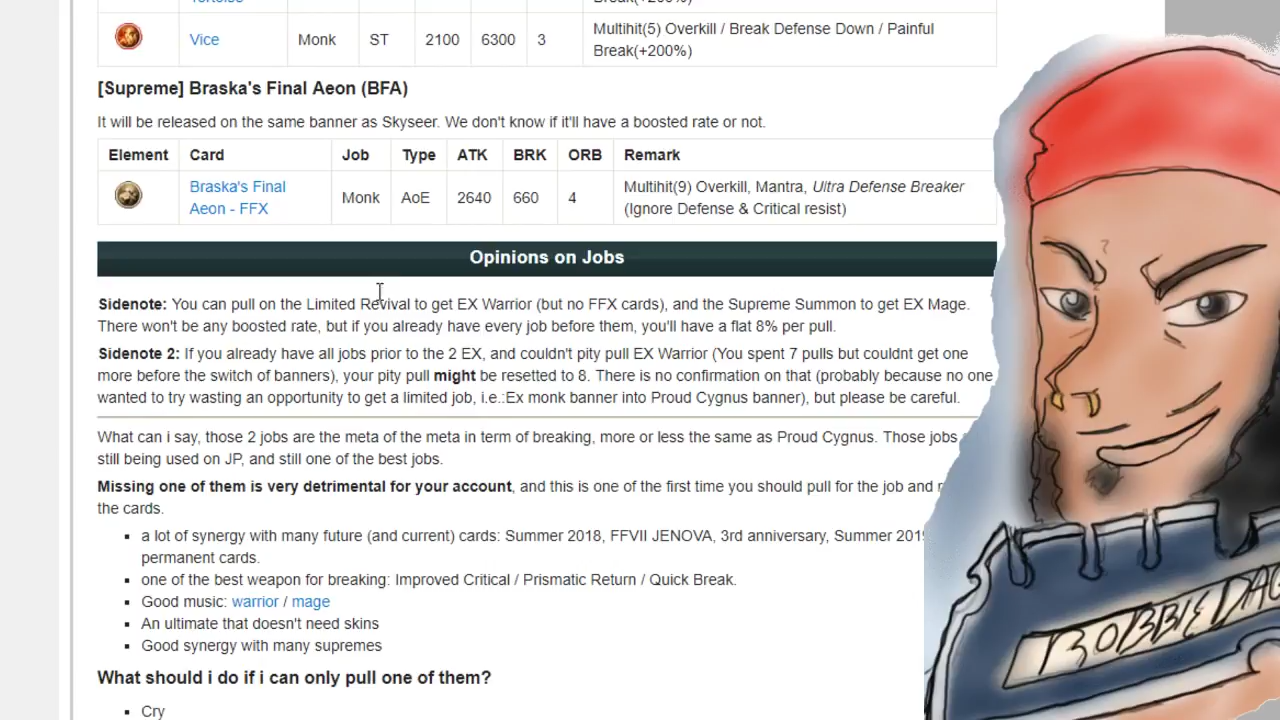 Break(+200%)
Vice Monk ST 2100 6300 3 Multihit(5) Overkill / Break Defense Down / Painful
Break(+200%)
[Supreme] Braska's Final Aeon (BFA)
It will be released on the same banner as Skyseer. We don't know if it'll have a boosted rate or not.
Element Card Job Type ATK BRK ORB Remark
Braska's Final Aeon - FFX Monk AoE 2640 660 4 Multihit(9) Overkill, Mantra, Ultra Defense Breaker
(Ignore Defense & Critical resist)
Opinions on Jobs
Sidenote: You can pull on the Limited Revival to get EX Warrior (but no FFX cards), and the Supreme Summon to get EX Mage.
There won't be any boosted rate, but if you already have every job before them, you'll have a flat 8% per pull.
Sidenote 2: If you already have all jobs prior to the 2 EX, and couldn't pity pull EX Warrior (You spent 7 pulls but couldnt get one
more before the switch of banners), your pity pull might be resetted to 8. There is no confirmation on that (probably because no one
wanted to try wasting an opportunity to get a limited job, i.e.:Ex monk banner into Proud Cygnus banner), but please be careful.
What can i say, those 2 jobs are the meta of the meta in term of breaking, more or less the same as Proud Cygnus. Those jobs
still being used on JP, and still one of the best jobs.
Missing one of them is very detrimental for your account, and this is one of the first time you should pull for the job and
the cards.
a lot of synergy with many future (and current) cards: Summer 2018, FFVII JENOVA, 3rd anniversary, Summer
permanent cards.
one of the best weapon for breaking: Improved Critical / Prismatic Return / Quick Break.
Good music: warrior / mage
An ultimate that doesn't need skins
Good synergy with many supremes
What should i do if i can only pull one of them?
Cry
ROBBIE DAG